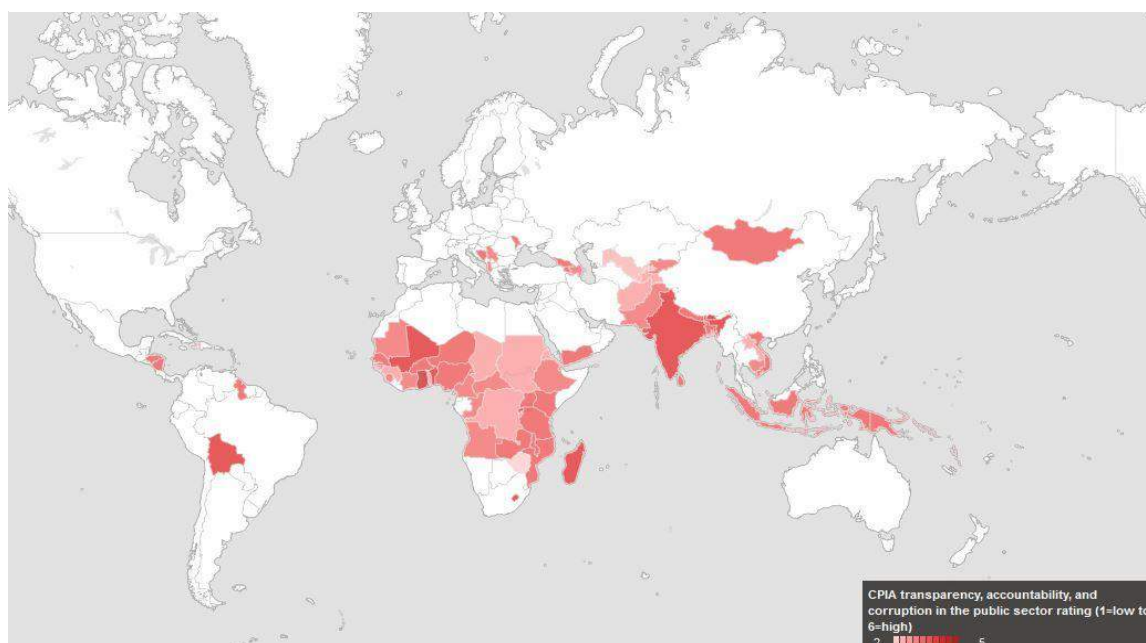 CPIA transparency, accountability, and
corruption in the public sector rating (1=low to
6=high)
2 5